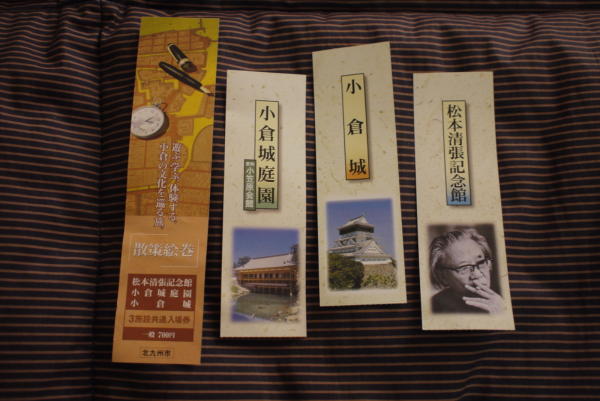 遊ぶ、学ぶ、体験する。
小倉の文化を巡る旅。
散策絵巻
松本清張記念館
小倉城庭園
小倉城
3施設共通入場券
一般 700円
北九州市
小倉城庭園
小笠原会館
小倉城
松本清張記念館